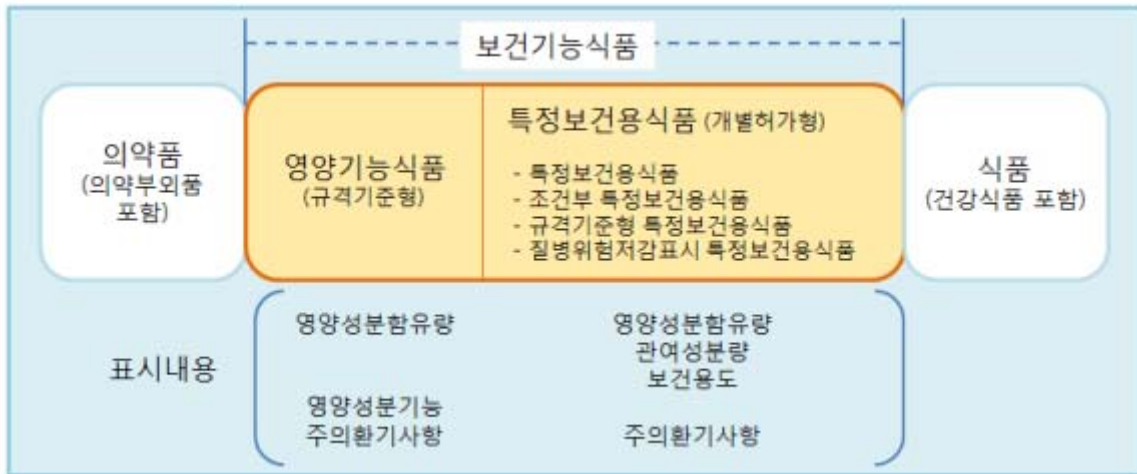 보건기능식품
의약품
(의약부외품
포함)
영양기능식품
(규격기준형)
특정보건용식품 (개별허가형)
- 특정보건용식품
- 조건부 특정보건용식품
- 규격기준형 특정보건용식품
- 질병위험저감표시 특정보건용식품
식품
(건강식품 포함)
표시내용
영양성분함유량
영양성분기능
주의환기사항
영양성분함유량
관여성분량
보건용도
주의환기사항